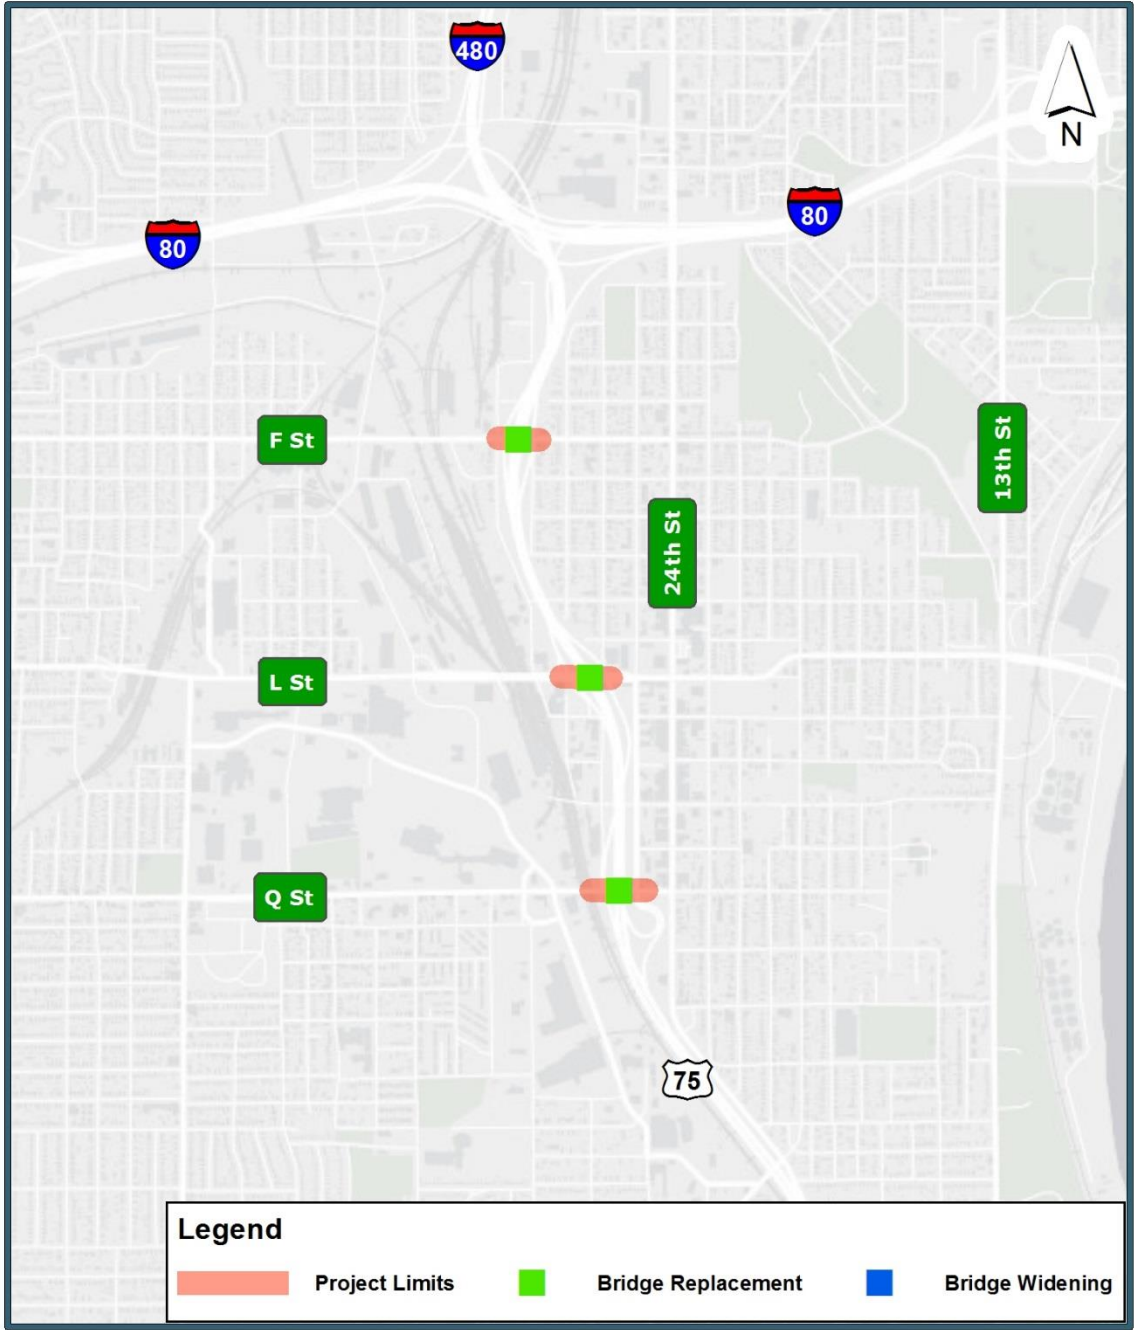 480
N
80
80
F St
13th St
24th St
L St
Q St
75
Legend
Project Limits
Bridge Replacement
Bridge Widening